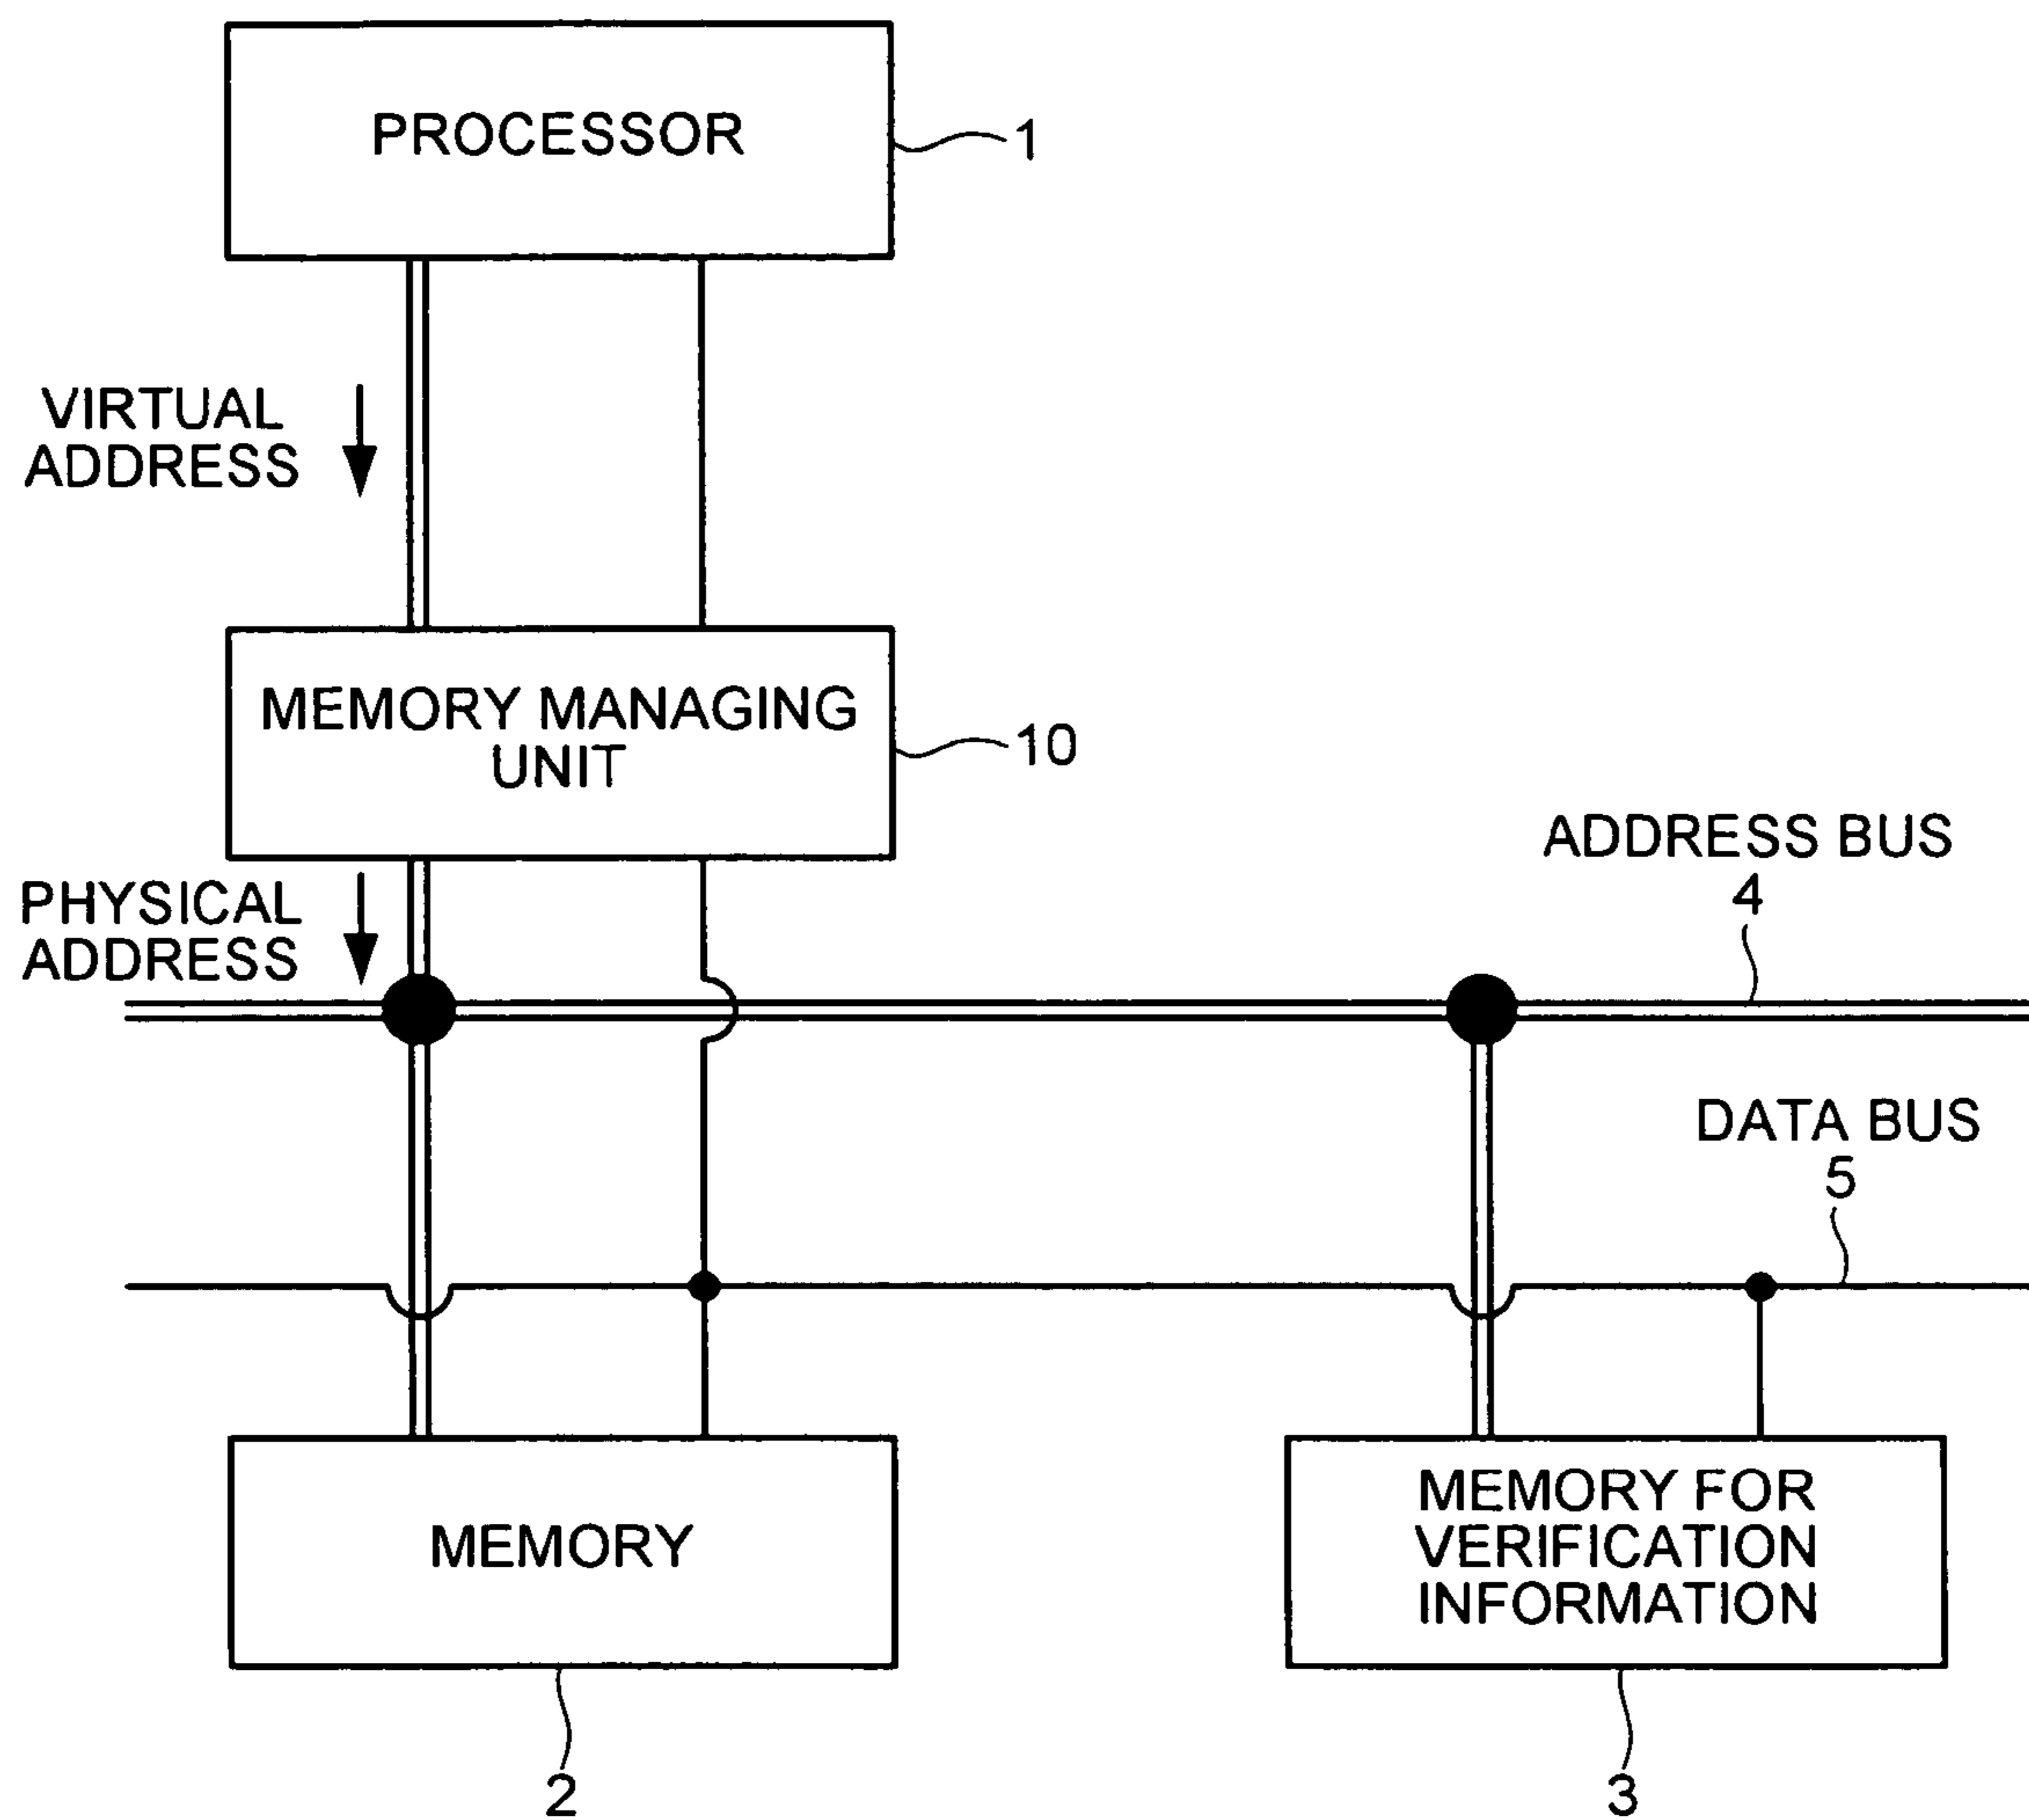 PROCESSOR
1
VIRTUAL
ADDRESS
MEMORY MANAGING
UNIT
10
ADDRESS BUS
4
PHYSICAL
ADDRESS
DATA BUS
5
MEMORY
2
MEMORY FOR
VERIFICATION
INFORMATION
3